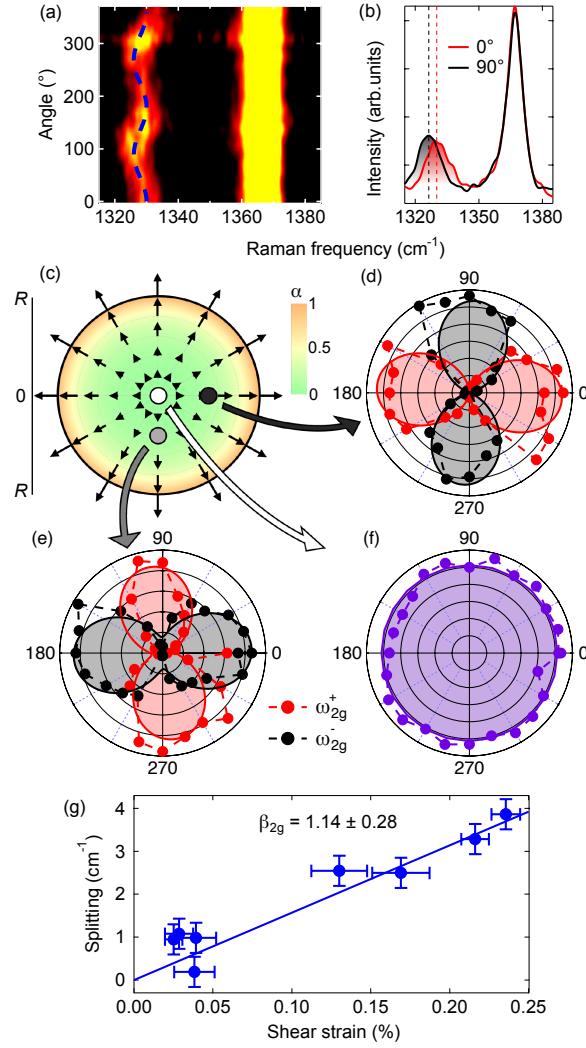 (a)
300
200
100
0
Angle (°)
1320
1340
1360
1380
(b)
0°
90°
Intensity (arb.units)
1320
1350
1380
Raman frequency (cm⁻¹)
(c)
R
0
R
α
1
0.5
0
(d)
90
180
0
270
(e)
90
180
0
270
ω⁺₂g
ω⁻₂g
(f)
90
180
0
270
(g)
β₂g = 1.14 ± 0.28
4
3
2
1
0
Splitting (cm⁻¹)
0.00
0.05
0.10
0.15
0.20
0.25
Shear strain (%)